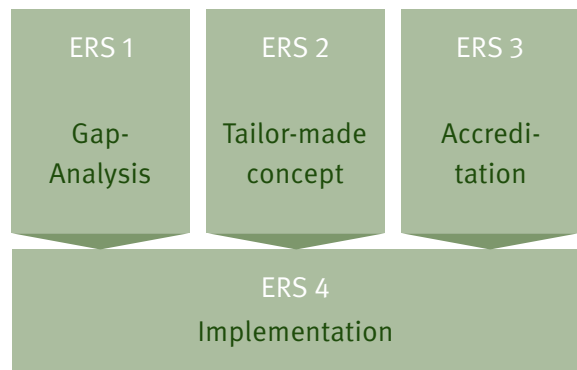 ERS 1
Gap-
Analysis
ERS 2
Tailor-made
concept
ERS 3
Accredi-
tation
ERS 4
Implementation